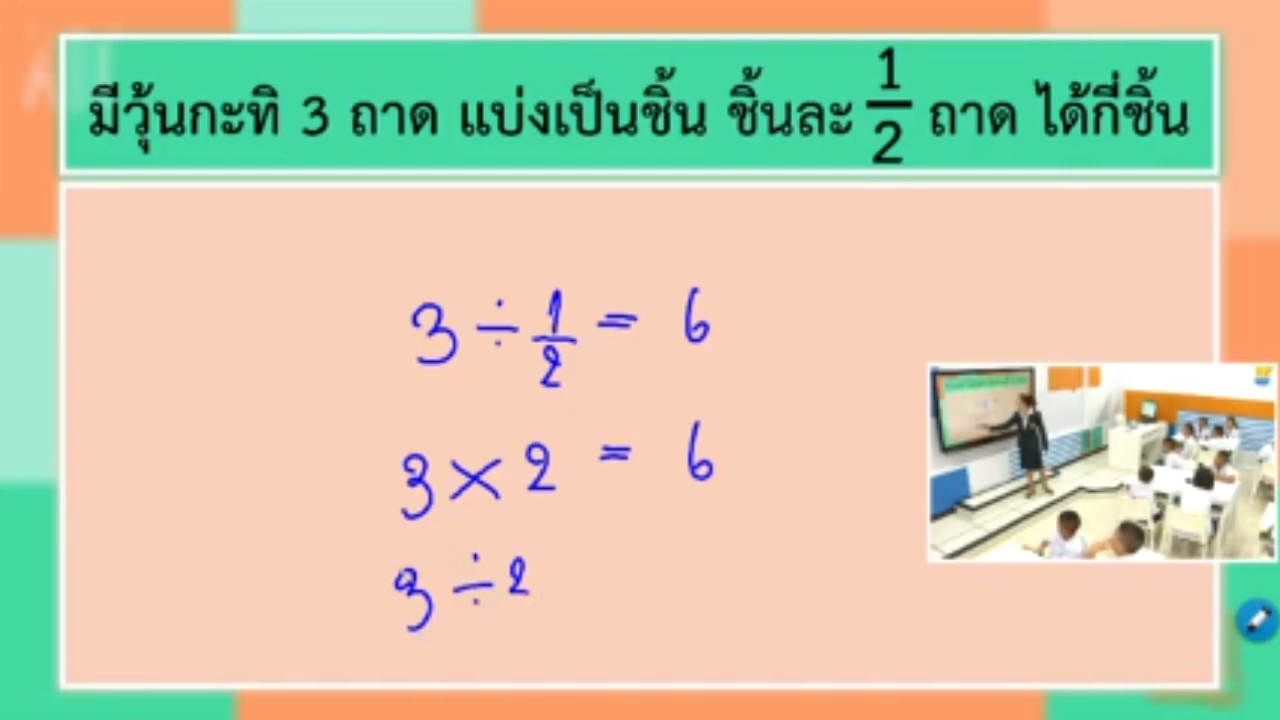 มีวุ้นกะทิ 3 ถาด แบ่งเป็นชิ้น ชิ้นละ 1/2 ถาด ได้กี่ชิ้น
3 ÷ 1/2 = 6
3 × 2 = 6
3 ÷ 2